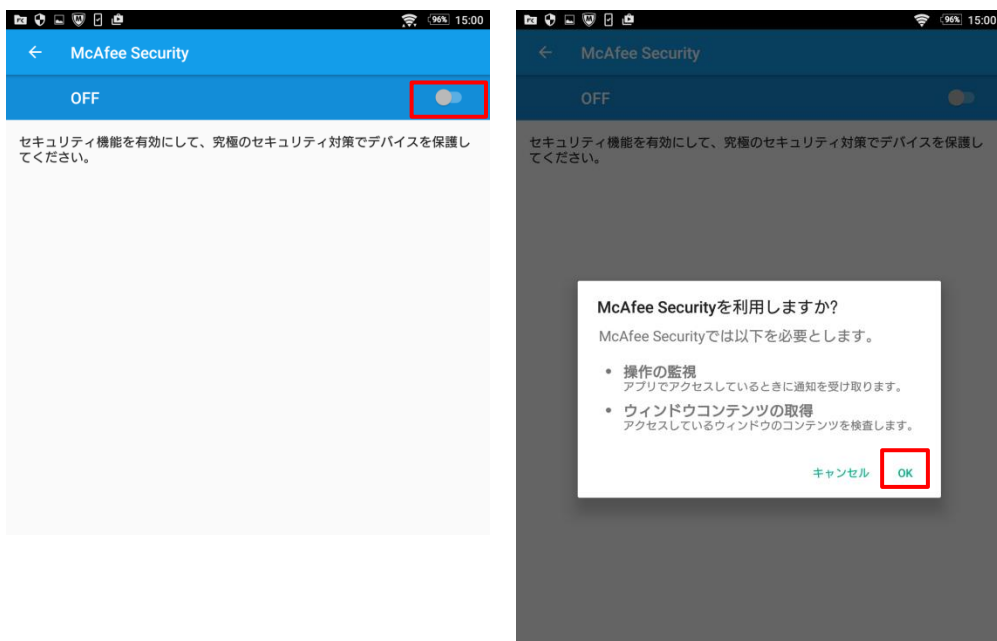 96% 15:00
McAfee Security
OFF
セキュリティ機能を有効にして、究極のセキュリティ対策でデバイスを保護し
てください。
96% 15:00
McAfee Security
OFF
セキュリティ機能を有効にして、究極のセキュリティ対策でデバイスを保護し
てください。
McAfee Securityを利用しますか?
McAfee Securityでは以下を必要とします。
• 操作の監視
アプリでアクセスしているときに通知を受け取ります。
• ウィンドウコンテンツの取得
アクセスしているウィンドウのコンテンツを検査します。
キャンセル OK